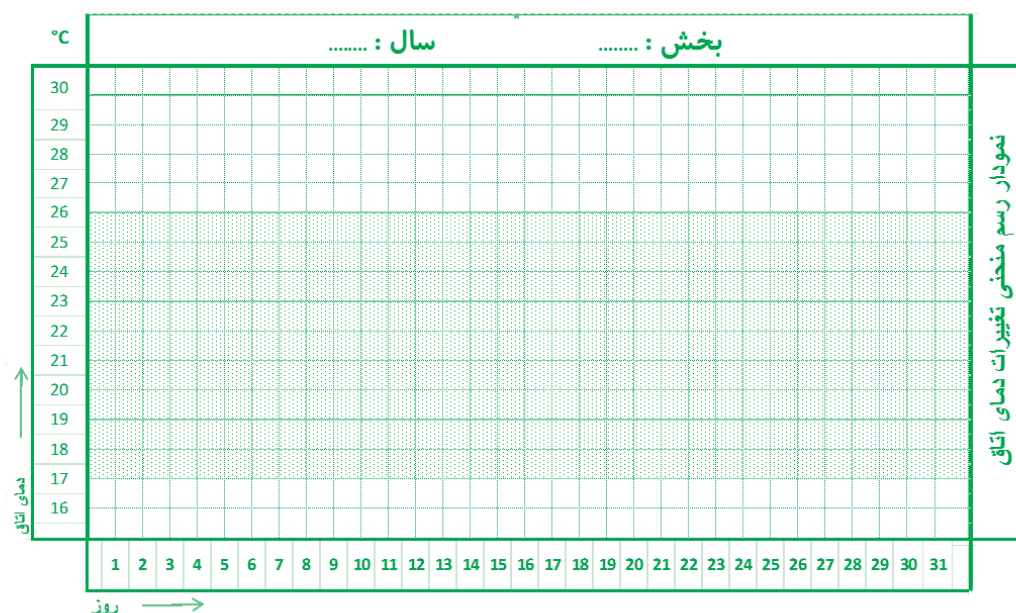 °C
بخش : ........ سال : ........
30
29
28
27
26
25
24
23
22
21
20
19
18
17
16
1 2 3 4 5 6 7 8 9 10 11 12 13 14 15 16 17 18 19 20 21 22 23 24 25 26 27 28 29 30 31
روز
دمای اتاق
نمودار رسم منحنی تغییرات دمای اتاق